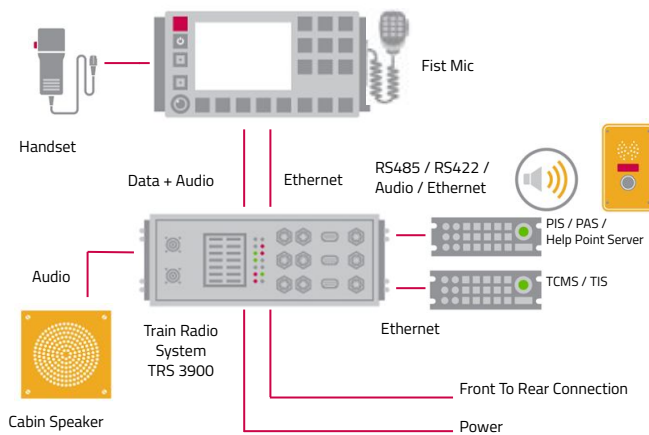 Fist Mic
Handset
Data + Audio
Ethernet
RS485 / RS422 /
Audio / Ethernet
PIS / PAS /
Help Point Server
TCMS / TIS
Audio
Ethernet
Train Radio
System
TRS 3900
Cabin Speaker
Front To Rear Connection
Power